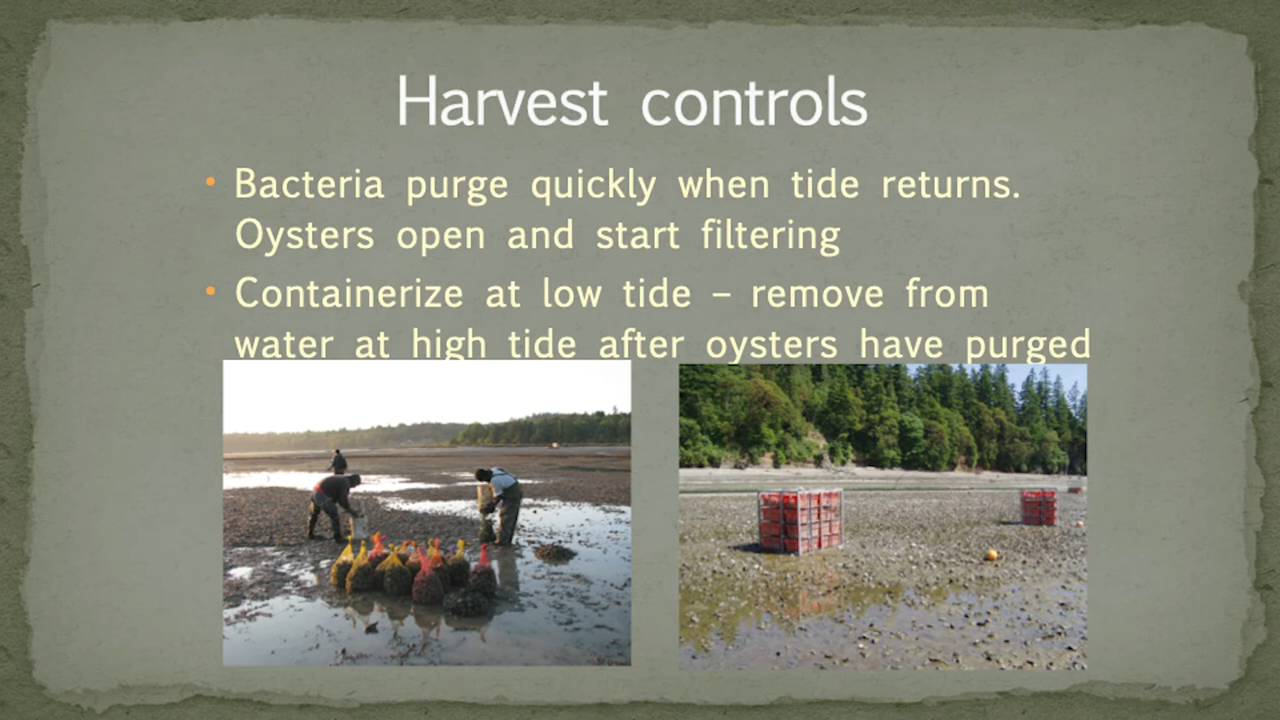 Harvest controls
• Bacteria purge quickly when tide returns.
Oysters open and start filtering
• Containerize at low tide – remove from
water at high tide after oysters have purged